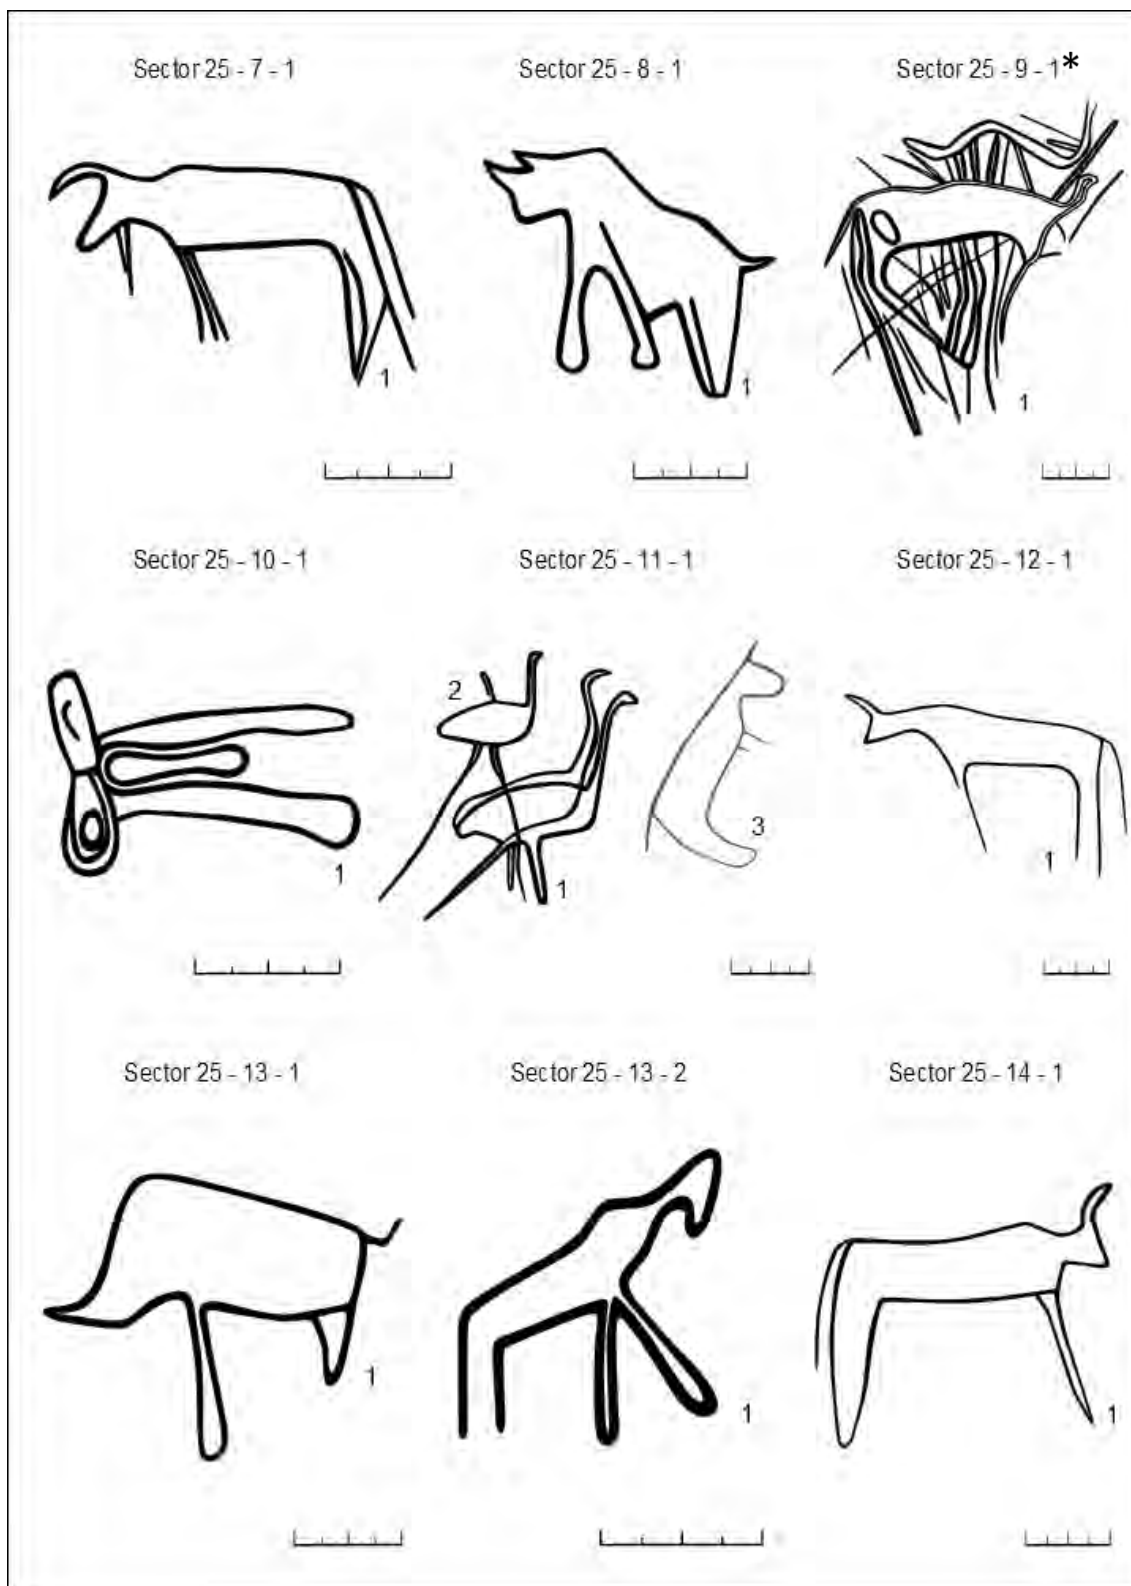 Sector 25 - 7 - 1
Sector 25 - 8 - 1
Sector 25 - 9 - 1*
1
1
1
Sector 25 - 10 - 1
Sector 25 - 11 - 1
Sector 25 - 12 - 1
1
2
1
3
1
Sector 25 - 13 - 1
Sector 25 - 13 - 2
Sector 25 - 14 - 1
1
1
1